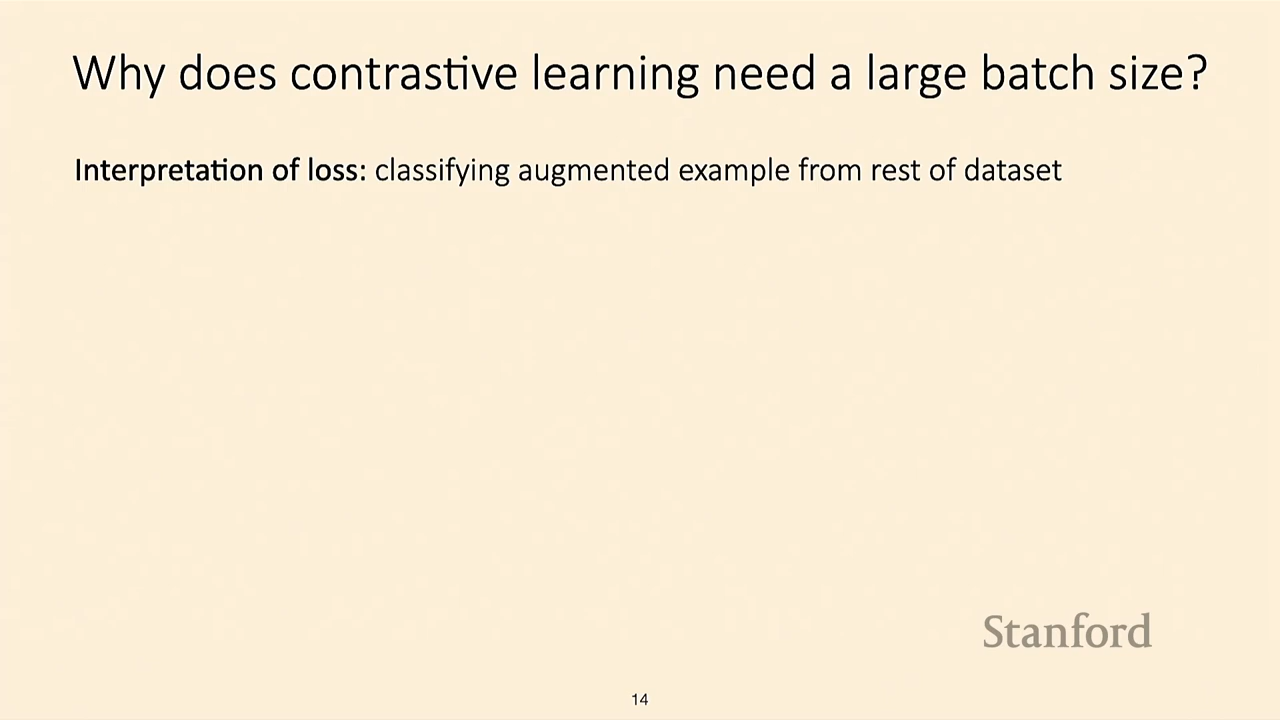 Why does contrastive learning need a large batch size?
Interpretation of loss: classifying augmented example from rest of dataset
Stanford
14